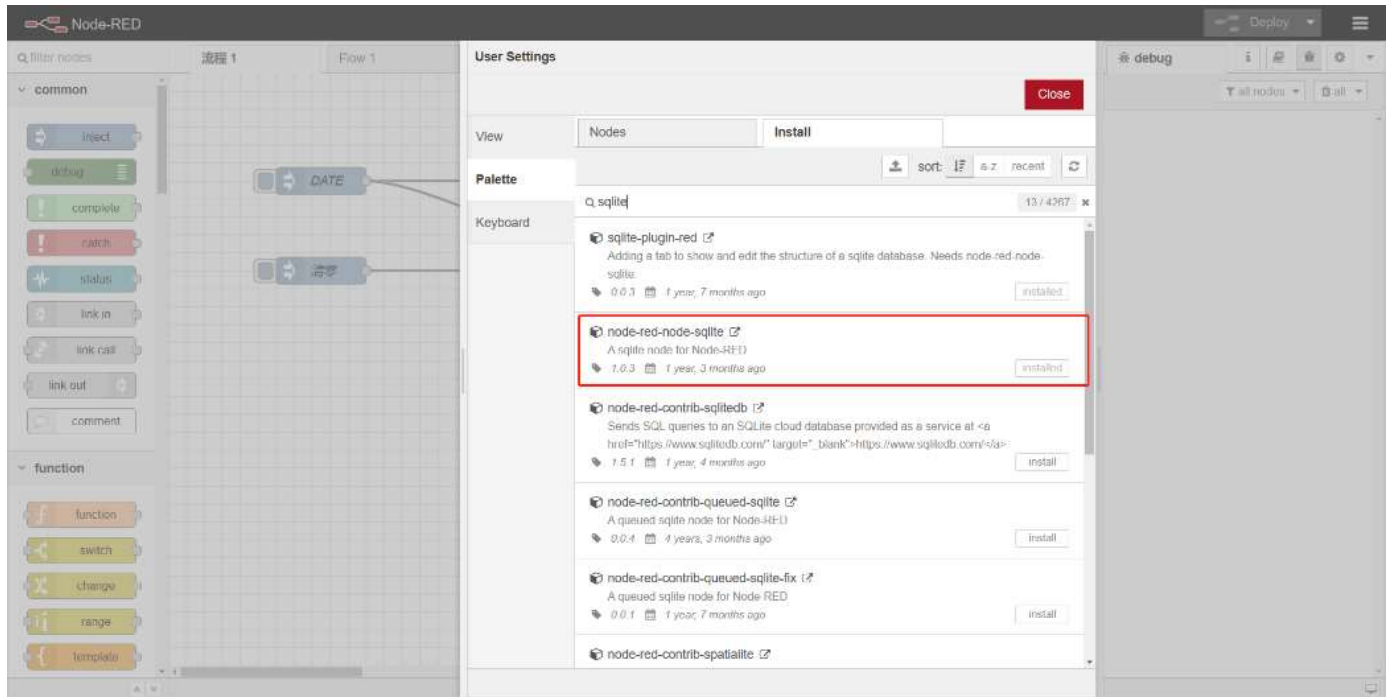 Node-RED
Deploy
filter nodes
流程 1
Flow 1
User Settings
debug
i
common
Close
all nodes
all
inject
View
Nodes
Install
debug
DATE
Palette
sort:
a-z
recent
complete
sqlite
13 / 4267
Keyboard
catch
sqlite-plugin-red
Adding a tab to show and edit the structure of a sqlite database. Needs node-red-node-
sqlite.
status
清零
0.0.3
1 year, 7 months ago
installed
link in
node-red-node-sqlite
A sqlite node for Node-RED
link call
1.0.3
1 year, 3 months ago
installed
link out
node-red-contrib-sqlitedb
comment
Sends SQL queries to an SQLite cloud database provided as a service at <a
href="https://www.sqlitedb.com/" target="_blank">https://www.sqlitedb.com/</a>
1.5.1
1 year, 4 months ago
install
function
node-red-contrib-queued-sqlite
function
A queued sqlite node for Node-RED
0.0.4
4 years, 3 months ago
install
switch
node-red-contrib-queued-sqlite-fix
change
A queued sqlite node for Node-RED
0.0.1
1 year, 7 months ago
install
range
template
node-red-contrib-spatialite